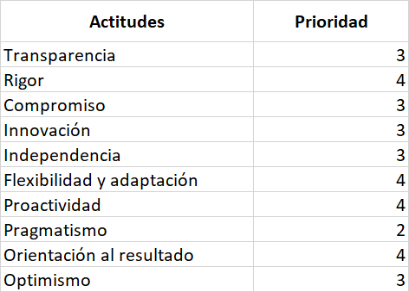 Actitudes Prioridad
Transparencia 3
Rigor 4
Compromiso 3
Innovación 3
Independencia 3
Flexibilidad y adaptación 4
Proactividad 4
Pragmatismo 2
Orientación al resultado 4
Optimismo 3